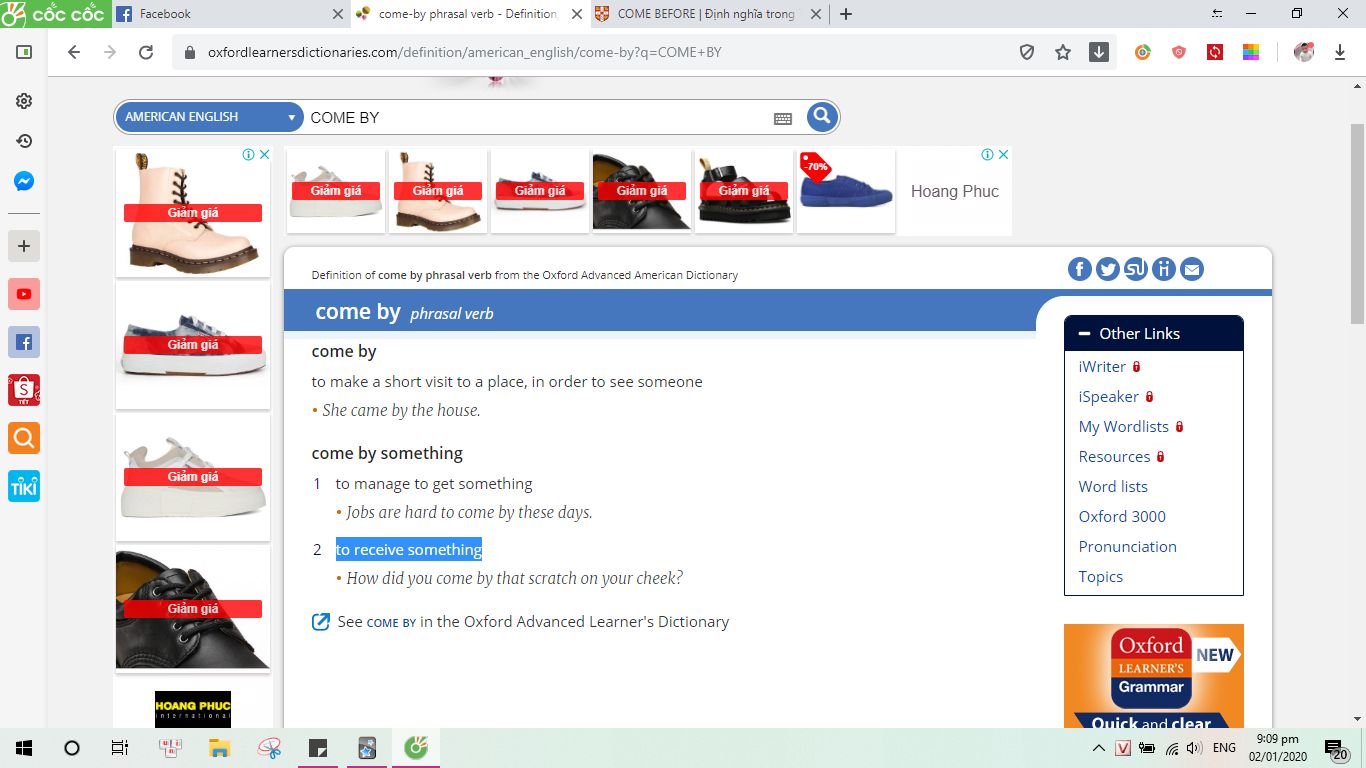 cốc cốc
Facebook
come-by phrasal verb - Definition,
COME BEFORE | Định nghĩa trong
oxfordlearnersdictionaries.com/definition/american_english/come-by?q=COME+BY
AMERICAN ENGLISH
COME BY
Giảm giá
Giảm giá
Giảm giá
Giảm giá
Giảm giá
-70%
Hoang Phuc
Giảm giá
Giảm giá
Giảm giá
Giảm giá
HOANG PHUC
international
S
TẾT
TIKI
Definition of come by phrasal verb from the Oxford Advanced American Dictionary
come by phrasal verb
come by
to make a short visit to a place, in order to see someone
• She came by the house.
come by something
1 to manage to get something
• Jobs are hard to come by these days.
2 to receive something
• How did you come by that scratch on your cheek?
See COME BY in the Oxford Advanced Learner's Dictionary
Other Links
iWriter
iSpeaker
My Wordlists
Resources
Word lists
Oxford 3000
Pronunciation
Topics
Oxford
LEARNER'S
Grammar
NEW
Quick and clear
ENG
9:09 pm
02/01/2020
20